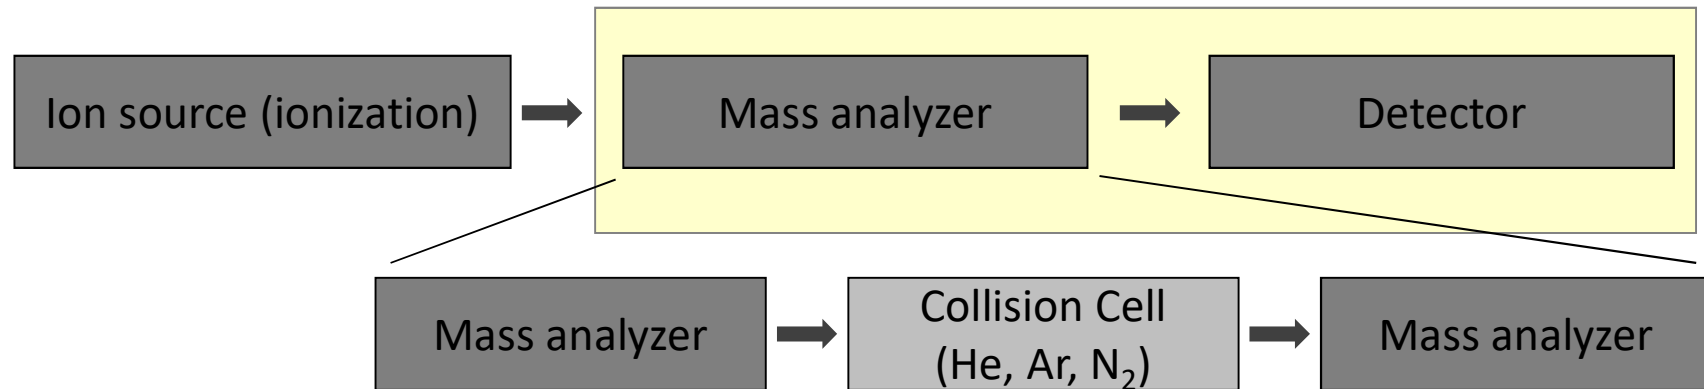 Ion source (ionization)
Mass analyzer
Detector
Mass analyzer
Collision Cell
(He, Ar, N₂)
Mass analyzer